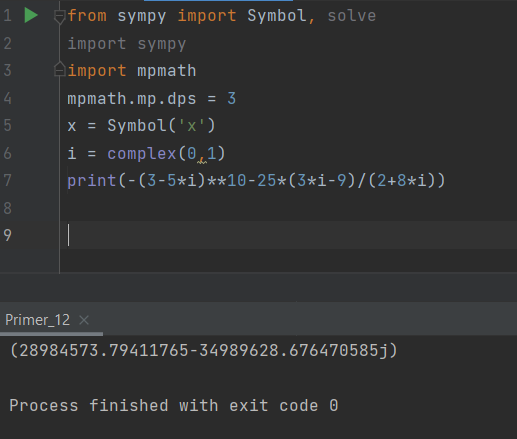 1 from sympy import Symbol, solve
2 import sympy
3 import mpmath
4 mpmath.mp.dps = 3
5 x = Symbol('x')
6 i = complex(0,1)
7 print(-(3-5*i)**10-25*(3*i-9)/(2+8*i))
8
9
Primer_12 ×
(28984573.79411765-34989628.676470585j)
Process finished with exit code 0